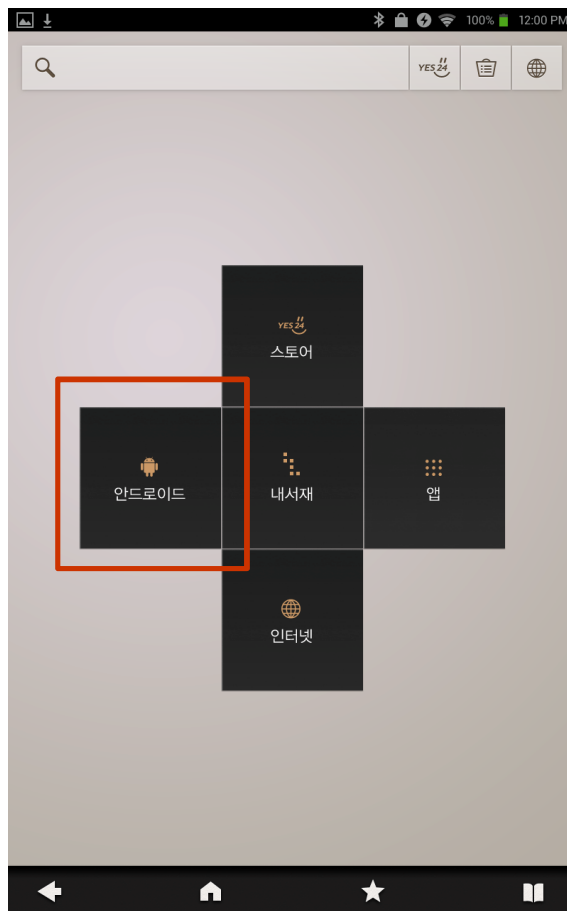 100% 12:00 PM
YES24
YES24
스토어
안드로이드
내서재
앱
인터넷